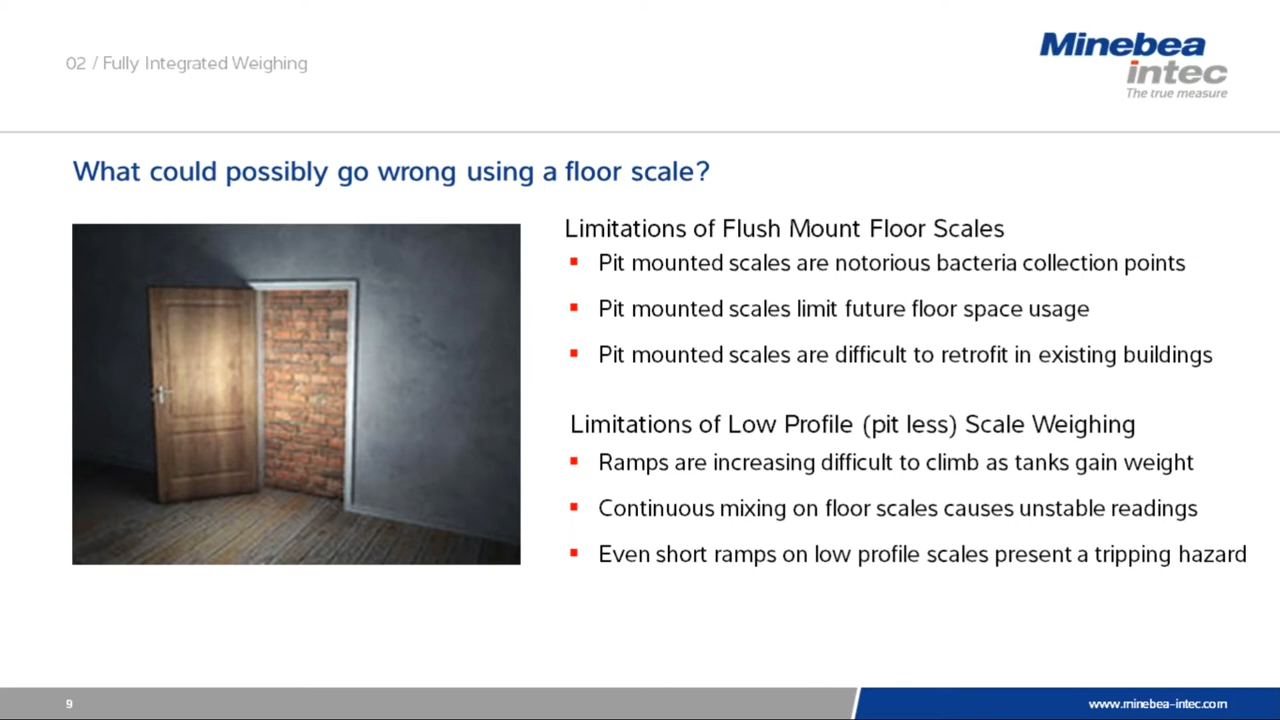 02 / Fully Integrated Weighing
Minebea
intec
The true measure
What could possibly go wrong using a floor scale?
Limitations of Flush Mount Floor Scales
▪ Pit mounted scales are notorious bacteria collection points
▪ Pit mounted scales limit future floor space usage
▪ Pit mounted scales are difficult to retrofit in existing buildings
Limitations of Low Profile (pit less) Scale Weighing
▪ Ramps are increasing difficult to climb as tanks gain weight
▪ Continuous mixing on floor scales causes unstable readings
▪ Even short ramps on low profile scales present a tripping hazard
9
www.minebea-intec.com